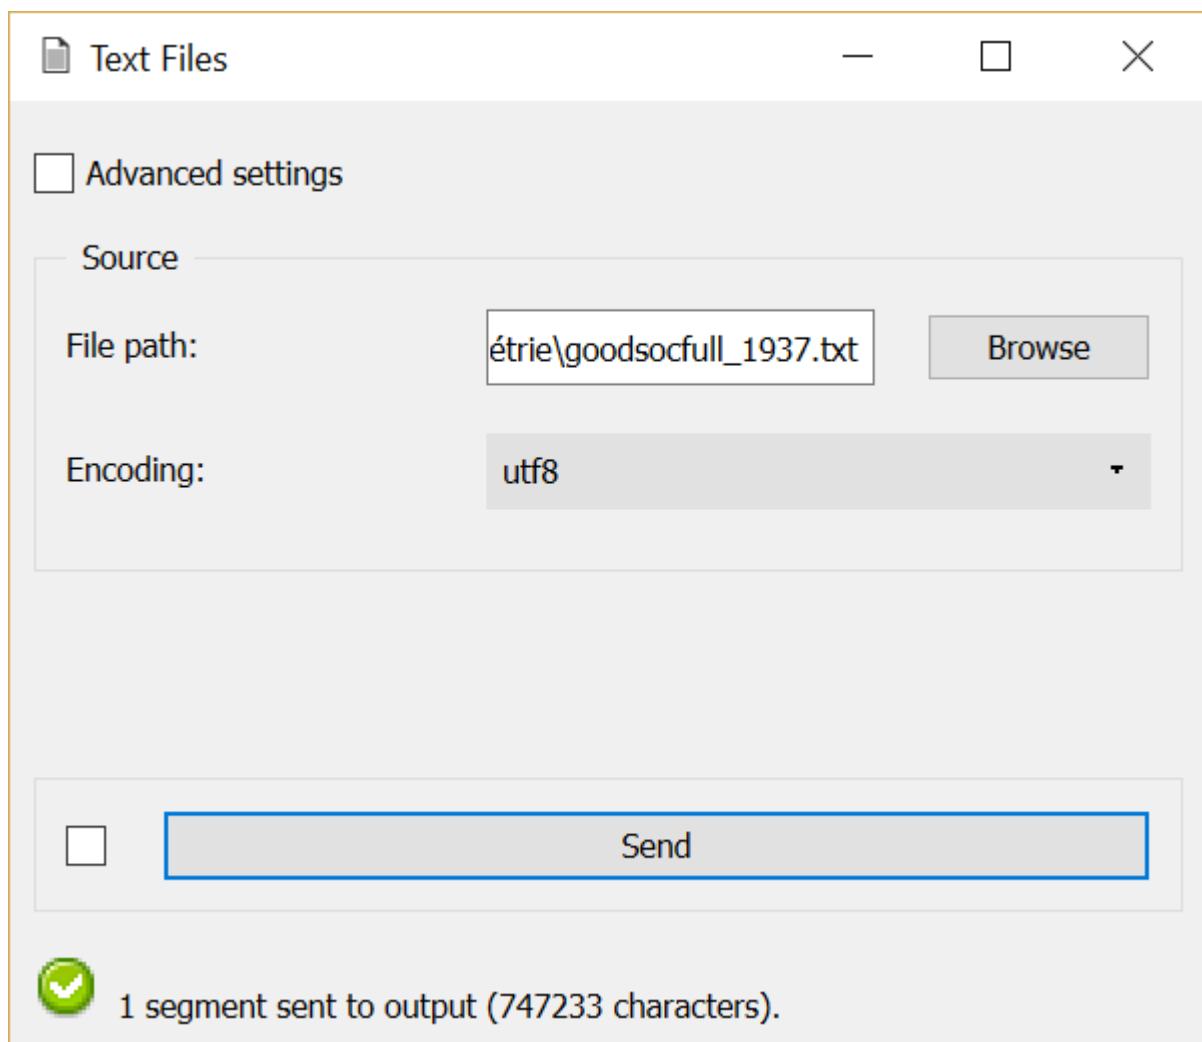 Text Files
Advanced settings
Source
File path: étrie\goodsocfull_1937.txt Browse
Encoding: utf8
Send
1 segment sent to output (747233 characters).